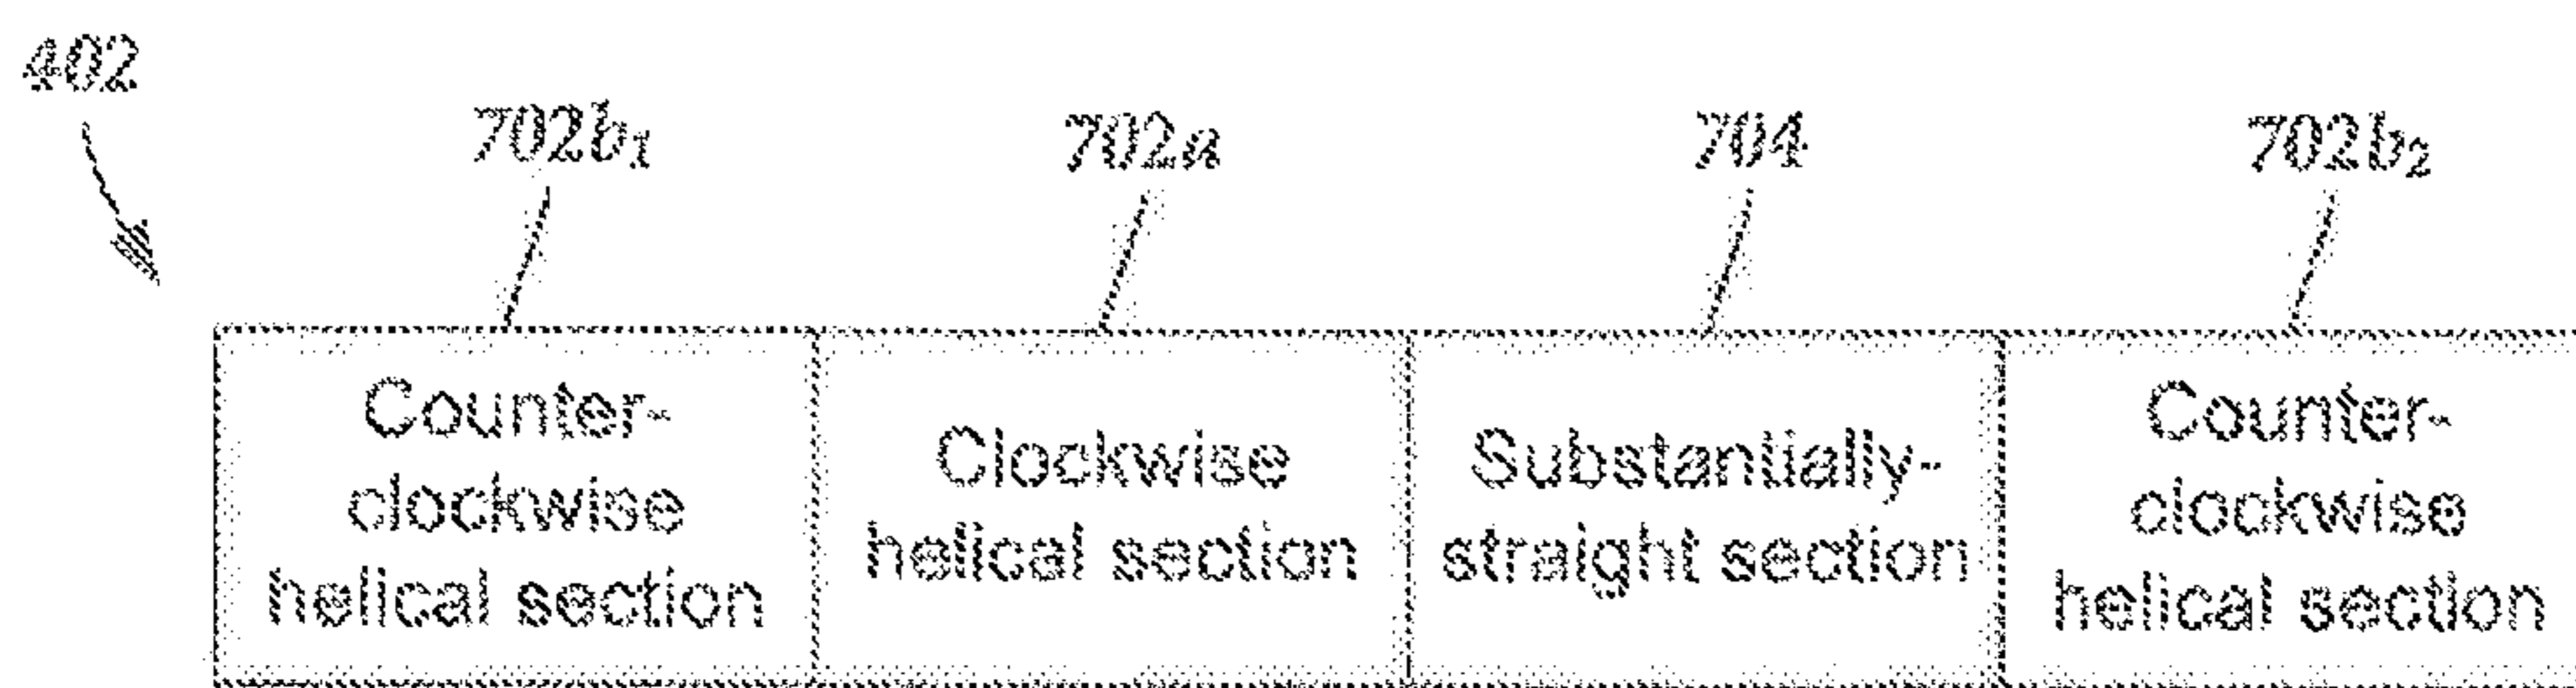 402
702b₁
702a
704
702b₂
Counter-
clockwise
helical section
Clockwise
helical section
Substantially-
straight section
Counter-
clockwise
helical section